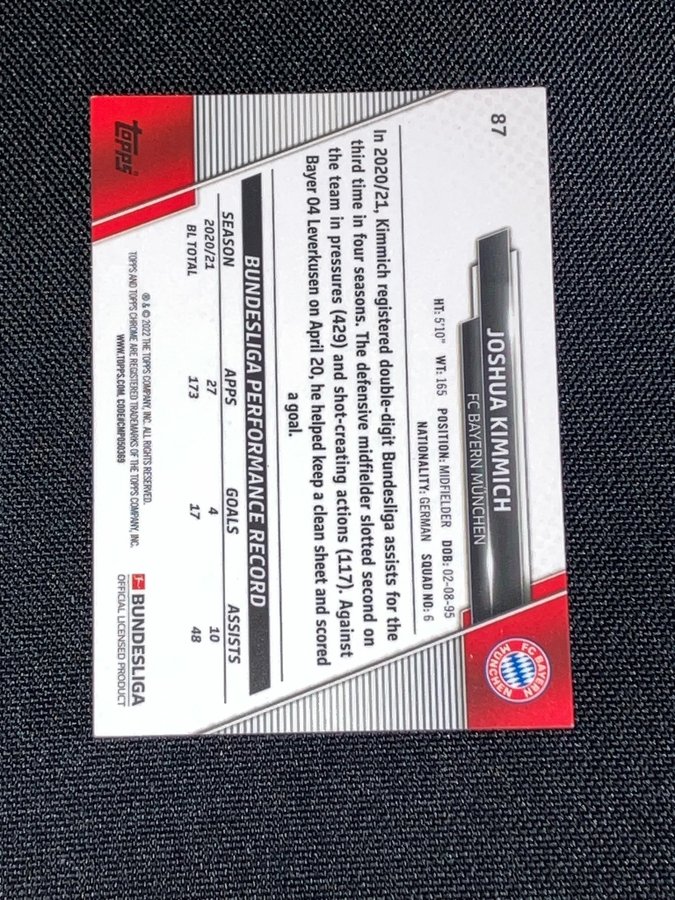 87
JOSHUA KIMMICH
FC BAYERN MÜNCHEN
FC BAYERN
MÜNCHEN
HT: 5'10" WT: 165 POSITION: MIDFIELDER DOB: 02-08-95
NATIONALITY: GERMAN SQUAD NO: 6
In 2020/21, Kimmich registered double-digit Bundesliga assists for the
third time in four seasons. The defensive midfielder slotted second on
the team in pressures (429) and shot-creating actions (117). Against
Bayer 04 Leverkusen on April 20, he helped keep a clean sheet and scored
a goal.
BUNDESLIGA PERFORMANCE RECORD
SEASON APPS GOALS ASSISTS
2020/21 27 4 10
BL TOTAL 173 17 48
topps
® & © 2022 THE TOPPS COMPANY, INC. ALL RIGHTS RESERVED.
TOPPS AND TOPPS CHROME ARE REGISTERED TRADEMARKS OF THE TOPPS COMPANY, INC.
WWW.TOPPS.COM. CODE#CMP050369
BUNDESLIGA
OFFICIAL LICENSED PRODUCT